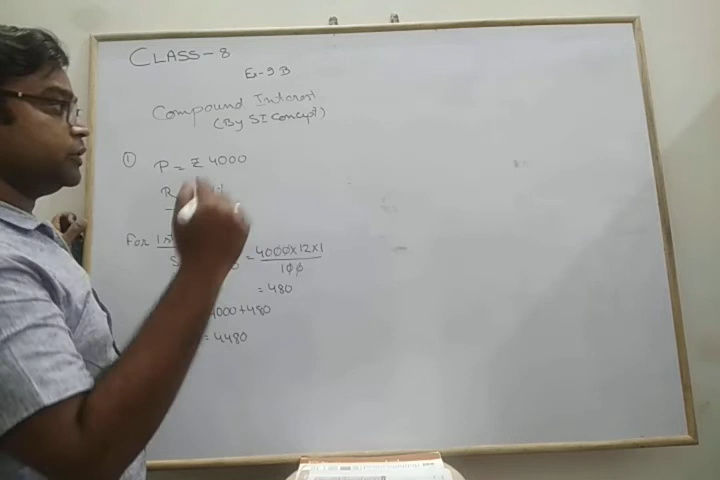 CLASS-8
Ex-9B
Compound Interest
(By SI Concept)
① P = ₹ 4000
R
For 1st
S = 4000×12×1
100
= 480
4000+480
= 4480